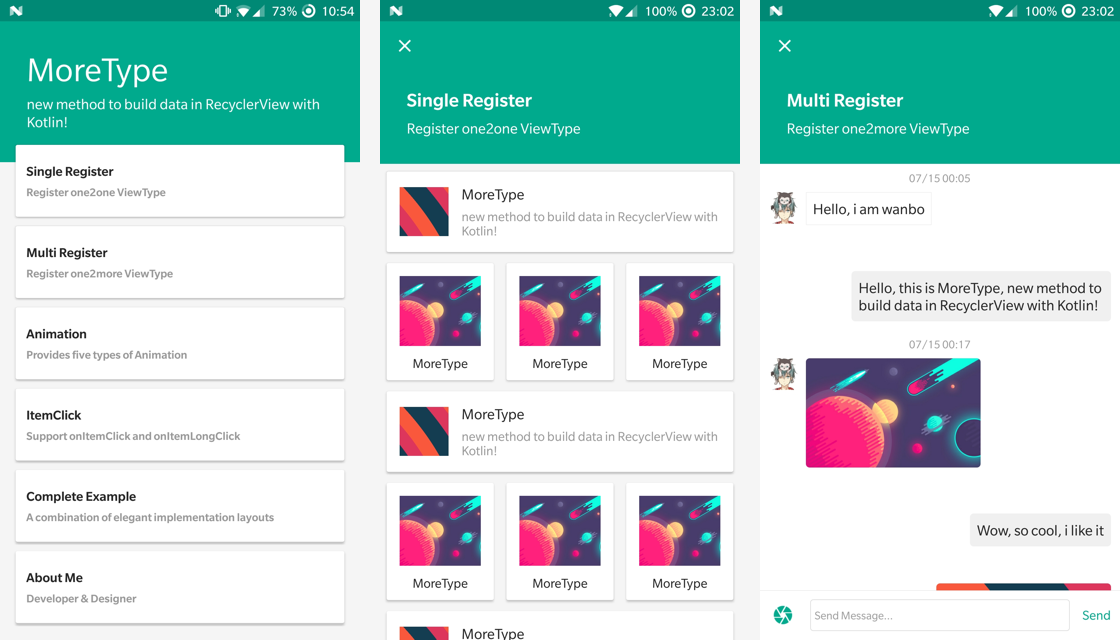 73% 10:54
MoreType
new method to build data in RecyclerView with
Kotlin!
Single Register
Register one2one ViewType
Multi Register
Register one2more ViewType
Animation
Provides five types of Animation
ItemClick
Support onItemClick and onItemLongClick
Complete Example
A combination of elegant implementation layouts
About Me
Developer & Designer
100% 23:02
Single Register
Register one2one ViewType
MoreType
new method to build data in RecyclerView with
Kotlin!
MoreType MoreType MoreType
MoreType
new method to build data in RecyclerView with
Kotlin!
MoreType MoreType MoreType
MoreType
100% 23:02
Multi Register
Register one2more ViewType
07/15 00:05
Hello, i am wanbo
Hello, this is MoreType, new method to
build data in RecyclerView with Kotlin!
07/15 00:17
Wow, so cool, i like it
Send Message... Send